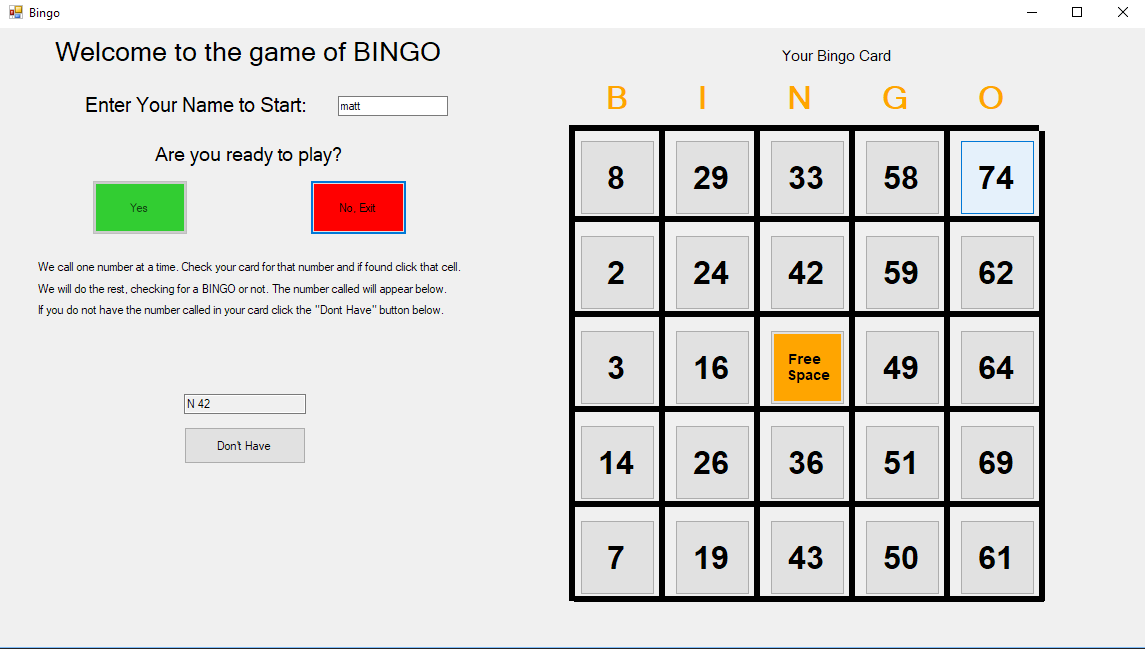 Bingo
Welcome to the game of BINGO
Enter Your Name to Start: matt
Are you ready to play?
Yes No, Exit
We call one number at a time. Check your card for that number and if found click that cell.
We will do the rest, checking for a BINGO or not. The number called will appear below.
If you do not have the number called in your card click the "Dont Have" button below.
N 42
Don't Have
Your Bingo Card
B I N G O
8 29 33 58 74
2 24 42 59 62
3 16 Free Space 49 64
14 26 36 51 69
7 19 43 50 61